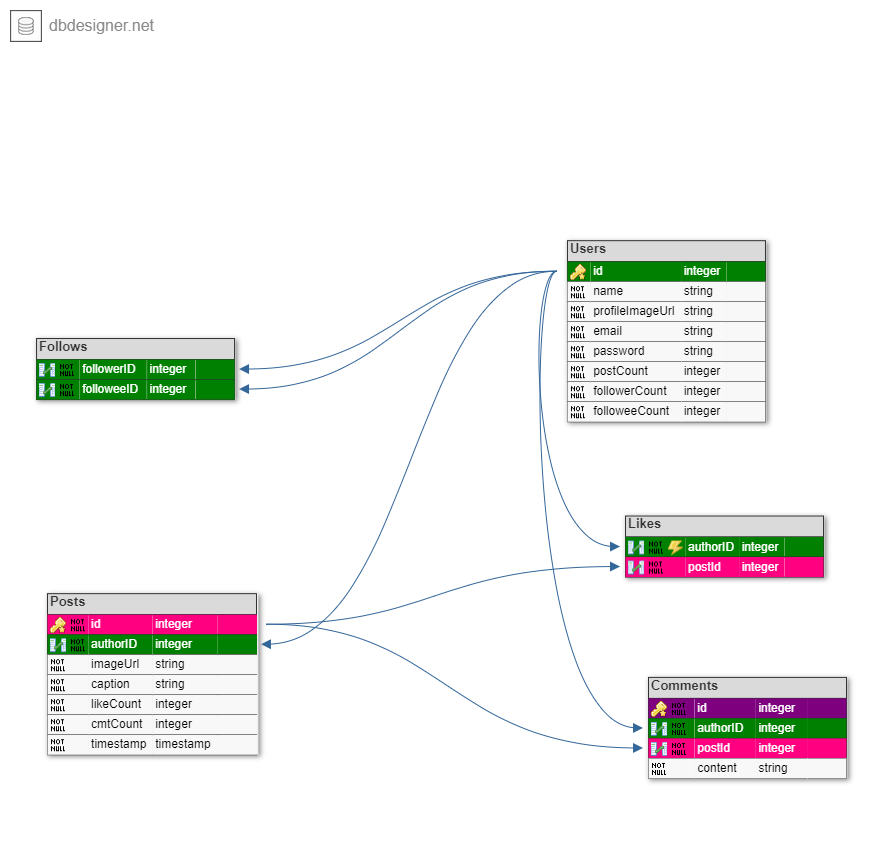 dbdesigner.net
Users
id integer
NOT NULL name string
NOT NULL profileImageUrl string
NOT NULL email string
NOT NULL password string
NOT NULL postCount integer
NOT NULL followerCount integer
NOT NULL followeeCount integer
Follows
NOT NULL followerID integer
NOT NULL followeeID integer
Likes
NOT NULL authorID integer
NOT NULL postId integer
Posts
NOT NULL id integer
NOT NULL authorID integer
NOT NULL imageUrl string
NOT NULL caption string
NOT NULL likeCount integer
NOT NULL cmtCount integer
NOT NULL timestamp timestamp
Comments
NOT NULL id integer
NOT NULL authorID integer
NOT NULL postId integer
NOT NULL content string